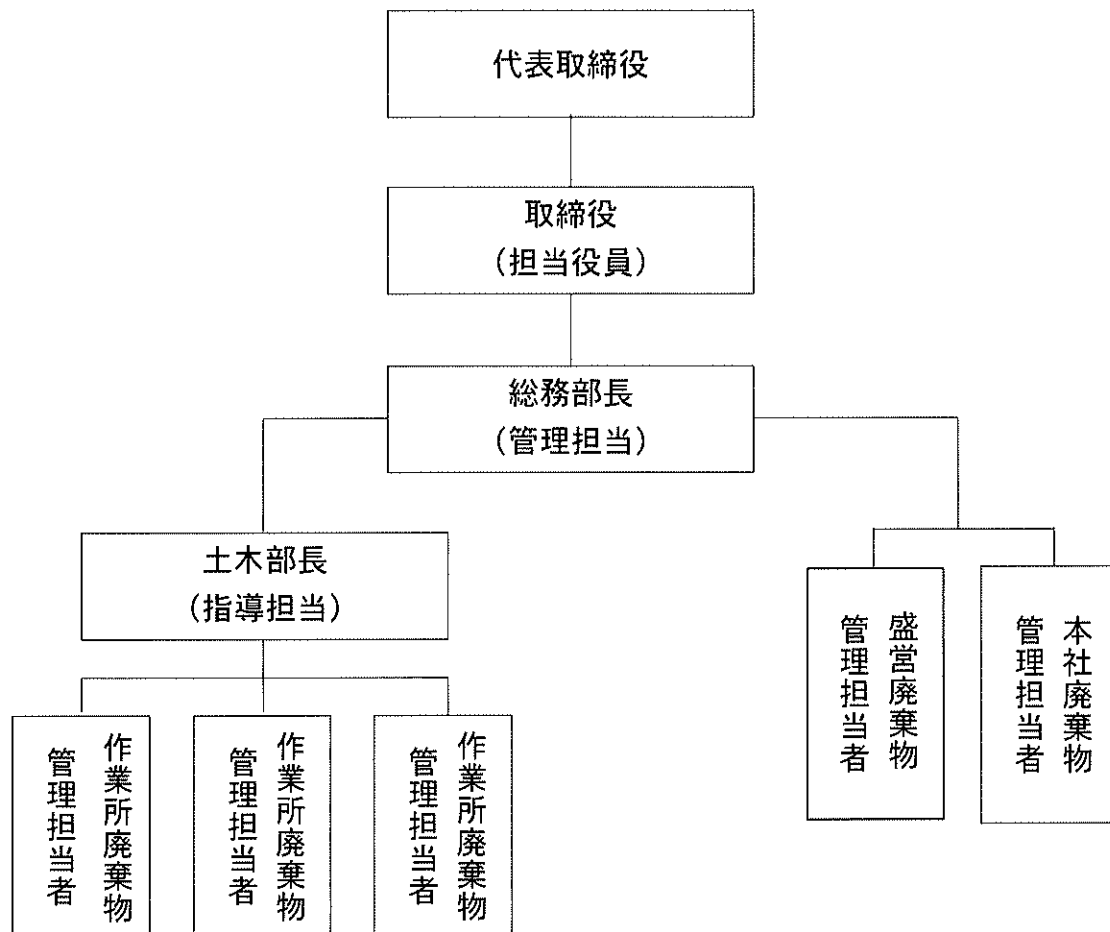 代表取締役
取締役
（担当役員）
総務部長
（管理担当）
土木部長
（指導担当）
盛営廃棄物
管理担当者
本社廃棄物
管理担当者
作業所廃棄物
管理担当者
作業所廃棄物
管理担当者
作業所廃棄物
管理担当者